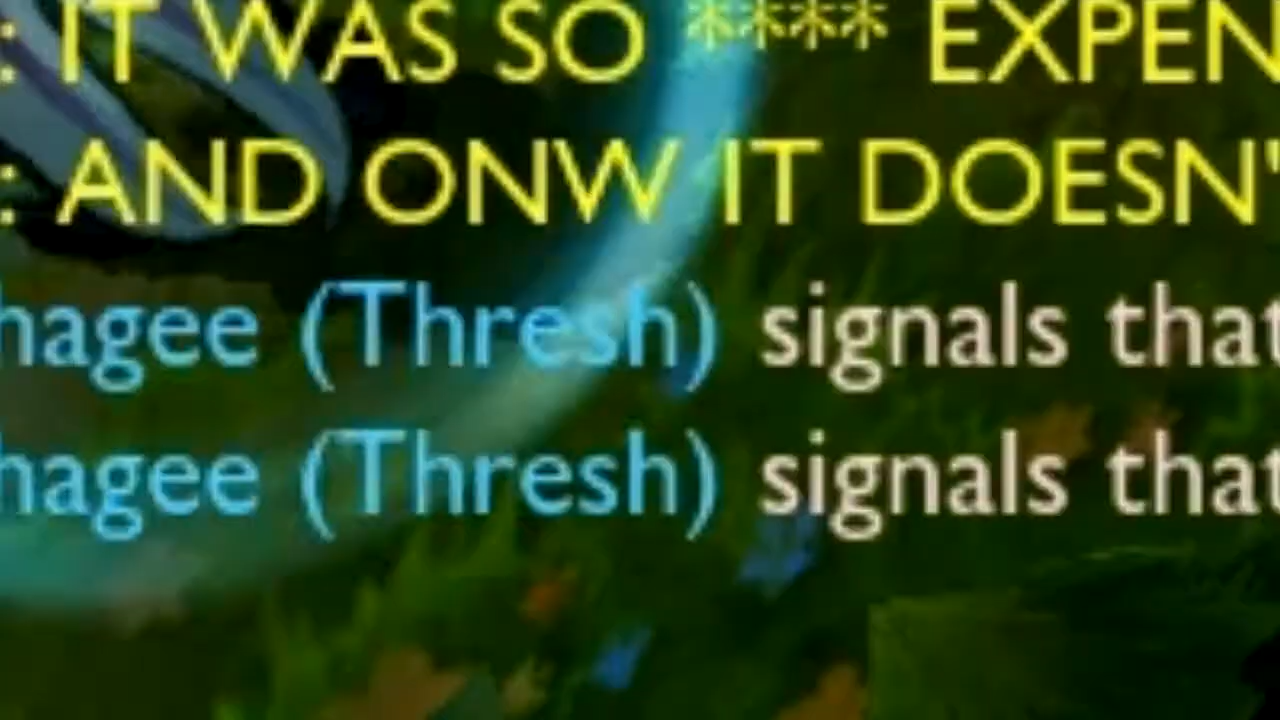 : IT WAS SO **** EXPEN
: AND ONW IT DOESN'
hagee (Thresh) signals that
hagee (Thresh) signals that